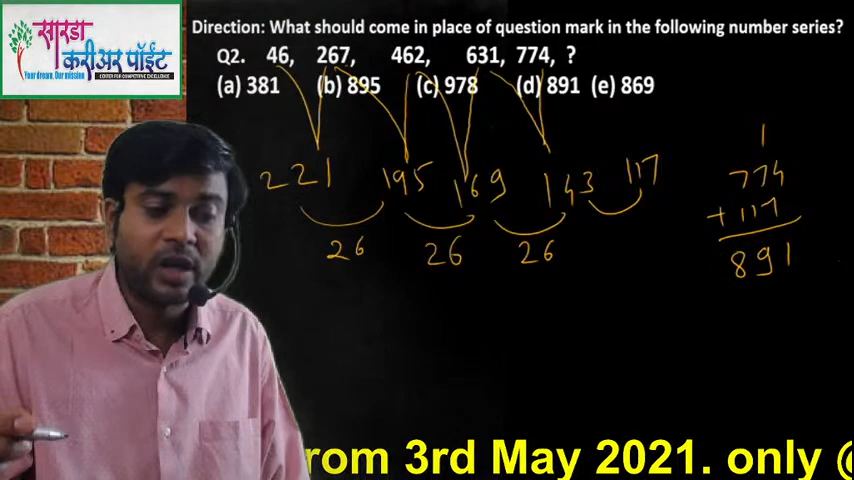 सारडा
करीअर पॉईंट
Your dream. Our mission
CENTER FOR COMPETITIVE EXCELLENCE
Direction: What should come in place of question mark in the following number series?
Q2. 46, 267, 462, 631, 774, ?
(a) 381 (b) 895 (c) 978 (d) 891 (e) 869
221 195 169 143 117
26 26 26
1
774
+117
891
rom 3rd May 2021. only @